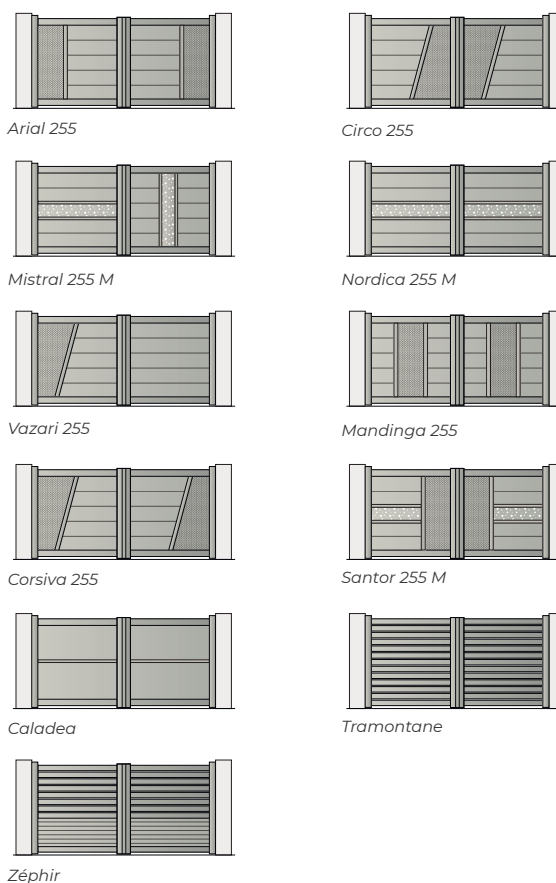 Arial 255
Circo 255
Mistral 255 M
Nordica 255 M
Vazari 255
Mandinga 255
Corsiva 255
Santor 255 M
Caladea
Tramontane
Zéphir